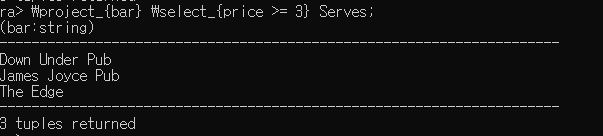 ra> ₩project_{bar} ₩select_{price >= 3} Serves;
(bar:string)
----------------------------------------------------------------------
Down Under Pub
James Joyce Pub
The Edge
----------------------------------------------------------------------
3 tuples returned